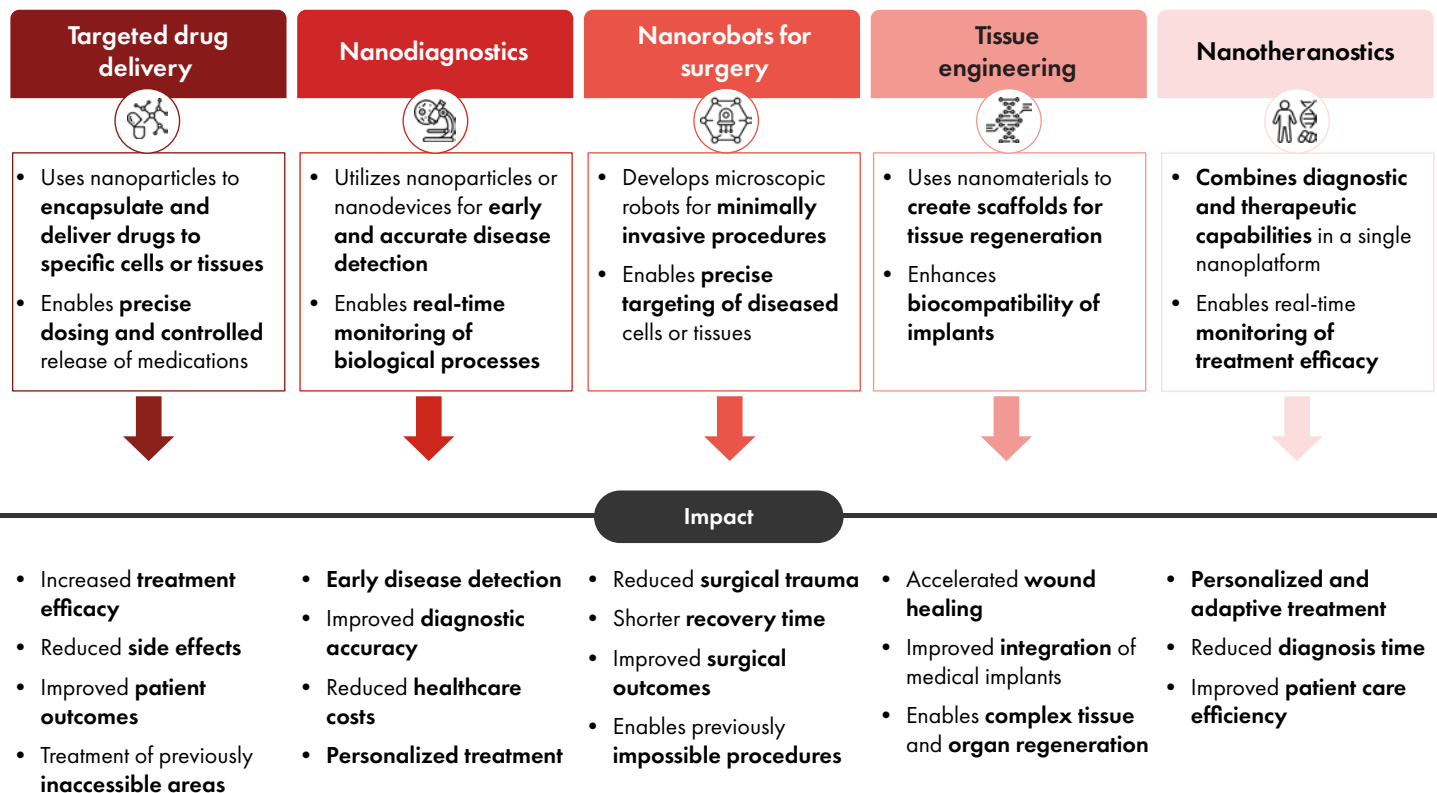 Targeted drug
delivery
Nanodiagnostics
Nanorobots for
surgery
Tissue
engineering
Nanotheranostics
• Uses nanoparticles to
encapsulate and
deliver drugs to
specific cells or tissues
• Enables precise
dosing and controlled
release of medications
• Utilizes nanoparticles or
nanodevices for early
and accurate disease
detection
• Enables real-time
monitoring of
biological processes
• Develops microscopic
robots for minimally
invasive procedures
• Enables precise
targeting of diseased
cells or tissues
• Uses nanomaterials to
create scaffolds for
tissue regeneration
• Enhances
biocompatibility of
implants
• Combines diagnostic
and therapeutic
capabilities in a single
nanoplatform
• Enables real-time
monitoring of
treatment efficacy
Impact
• Increased treatment
efficacy
• Reduced side effects
• Improved patient
outcomes
• Treatment of previously
inaccessible areas
• Early disease detection
• Improved diagnostic
accuracy
• Reduced healthcare
costs
• Personalized treatment
• Reduced surgical trauma
• Shorter recovery time
• Improved surgical
outcomes
• Enables previously
impossible procedures
• Accelerated wound
healing
• Improved integration of
medical implants
• Enables complex tissue
and organ regeneration
• Personalized and
adaptive treatment
• Reduced diagnosis time
• Improved patient care
efficiency